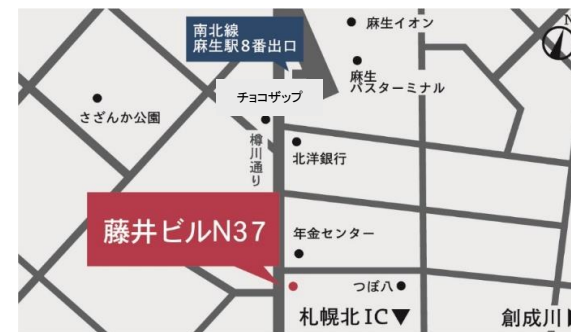 南北線
麻生駅8番出口
麻生イオン
N
麻生
バスターミナル
チョコザップ
さざんか公園
樽川通り
北洋銀行
藤井ビルN37
年金センター
つぼ八
札幌北IC▼
創成川